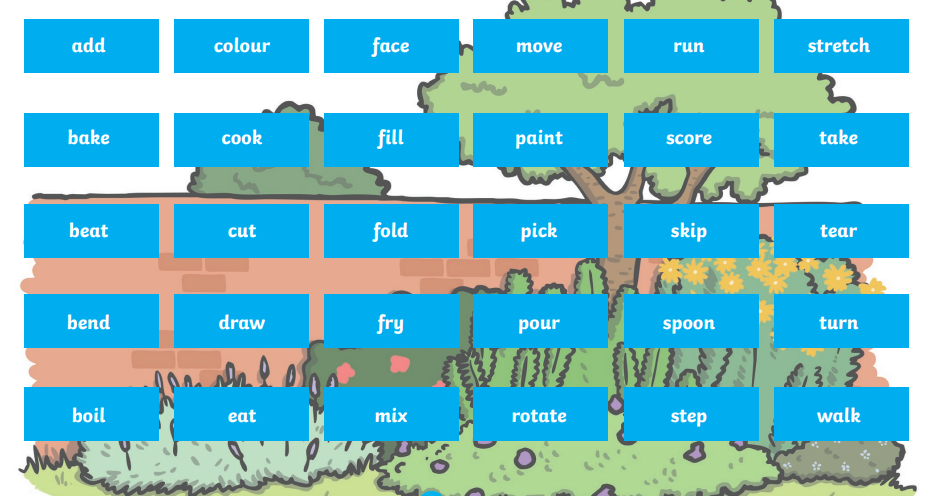 add colour face move run stretch
bake cook fill paint score take
beat cut fold pick skip tear
bend draw fry pour spoon turn
boil eat mix rotate step walk